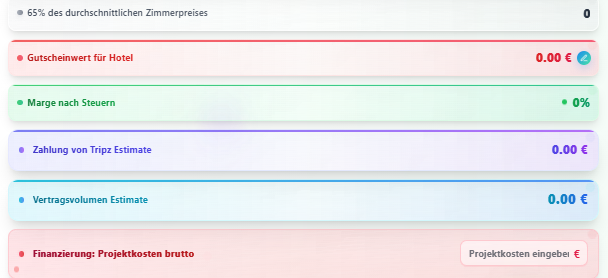 65% des durchschnittlichen Zimmerpreises 0
Gutscheinwert für Hotel 0.00 €
Marge nach Steuern 0%
Zahlung von Tripz Estimate 0.00 €
Vertragsvolumen Estimate 0.00 €
Finanzierung: Projektkosten brutto Projektkosten eingeben €